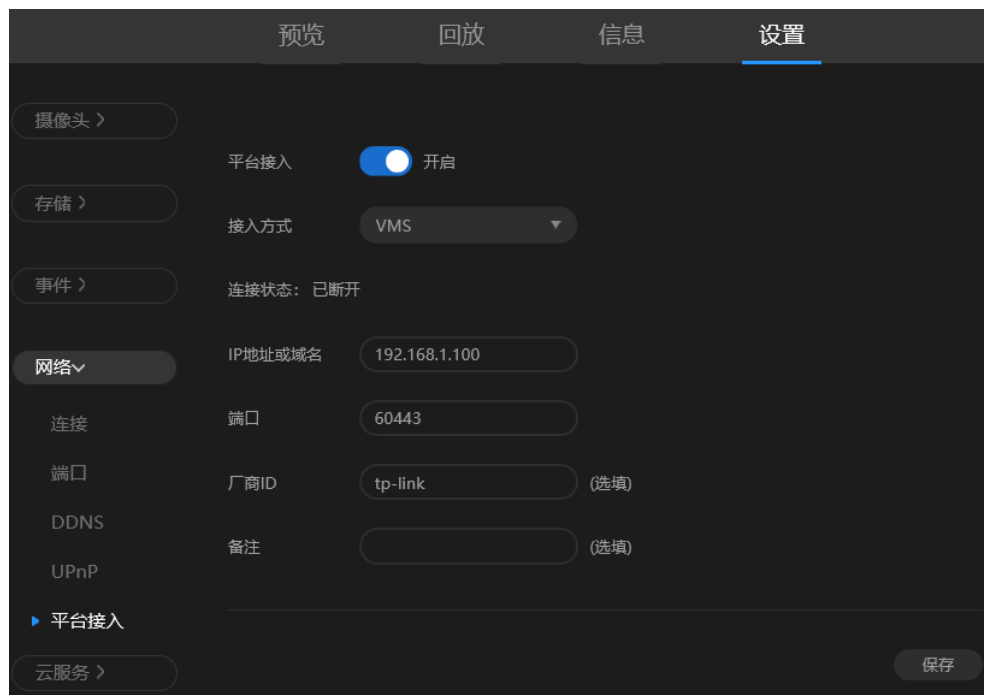 预览 回放 信息 设置
摄像头
存储
事件
网络
连接
端口
DDNS
UPnP
平台接入
云服务
平台接入 开启
接入方式 VMS
连接状态: 已断开
IP地址或域名 192.168.1.100
端口 60443
厂商ID tp-link (选填)
备注 (选填)
保存